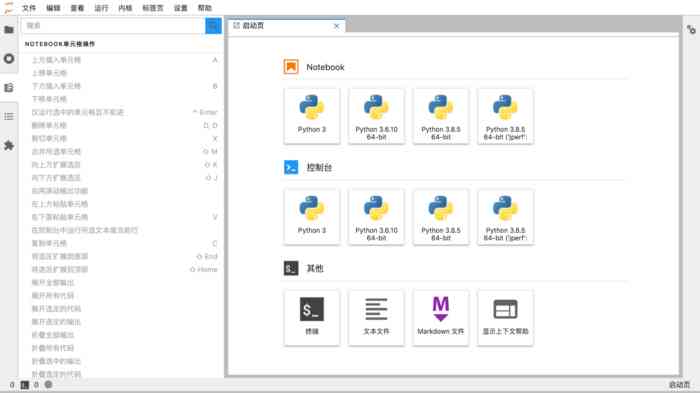 文件 编辑 查看 运行 内核 标签页 设置 帮助
搜索
启动页
NOTEBOOK单元格操作
上方插入单元格 A
上移单元格
下方插入单元格 B
下移单元格
仅运行选中的单元格且不前进 ^ Enter
删除单元格 D, D
剪切单元格 X
合并所选单元格 ⇧ M
向上方扩展选区 ⇧ K
向下方扩展选区 ⇧ J
启用滚动输出功能
在上方粘贴单元格
在下面粘贴单元格 V
在控制台中运行所选文本或当前行
复制单元格 C
将选区扩展到底部 ⇧ End
将选区扩展到顶部 ⇧ Home
展开全部输出
展开所有代码
展开选定的代码
展开选定的输出
折叠全部输出
折叠所有代码
折叠选中的输出
折叠选定的代码
Notebook
Python 3
Python 3.6.10 64-bit
Python 3.8.5 64-bit
Python 3.8.5 64-bit ('jperf':
控制台
Python 3
Python 3.6.10 64-bit
Python 3.8.5 64-bit
Python 3.8.5 64-bit ('jperf':
其他
$_
终端
文本文件
M
Markdown 文件
显示上下文帮助
0 0
启动页